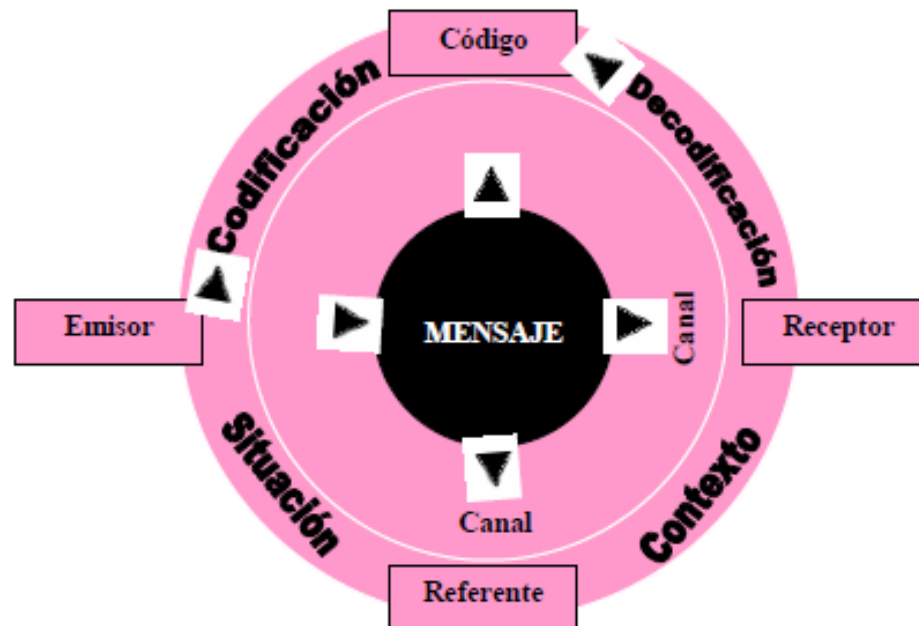 Código
Codificación
Decodificación
Emisor
MENSAJE
Canal
Receptor
Situación
Contexto
Canal
Referente